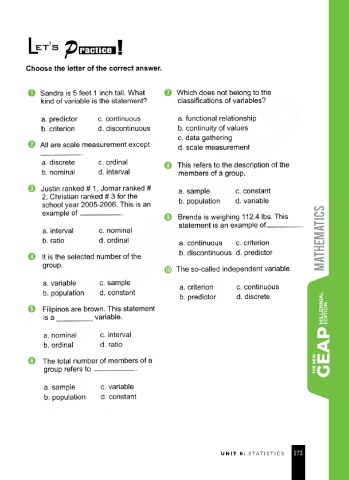 LET'S Practice!
Choose the letter of the correct answer.
1 Sandra is 5 feet 1 inch tall. What
kind of variable is the statement?
a. predictor c. continuous
b. criterion d. discontinuous
2 All are scale measurement except
__________.
a. discrete c. ordinal
b. nominal d. interval
3 Justin ranked # 1, Jomar ranked #
2, Christian ranked # 3 for the
school year 2005-2006. This is an
example of __________.
a. interval c. nominal
b. ratio d. ordinal
4 It is the selected number of the
group.
a. variable c. sample
b. population d. constant
5 Filipinos are brown. This statement
is a ________ variable.
a. nominal c. interval
b. ordinal d. ratio
6 The total number of members of a
group refers to __________.
a. sample c. variable
b. population d. constant
7 Which does not belong to the
classifications of variables?
a. functional relationship
b. continuity of values
c. data gathering
d. scale measurement
8 This refers to the description of the
members of a group.
a. sample c. constant
b. population d. variable
9 Brenda is weighing 112.4 lbs. This
statement is an example of________
a. continuous c. criterion
b. discontinuous d. predictor
10 The so-called independent variable.
a. criterion c. continuous
b. predictor d. discrete
MATHEMATICS
THE NEW
GEAP
MILLENNIAL
EDITION
UNIT 6: STATISTICS 273